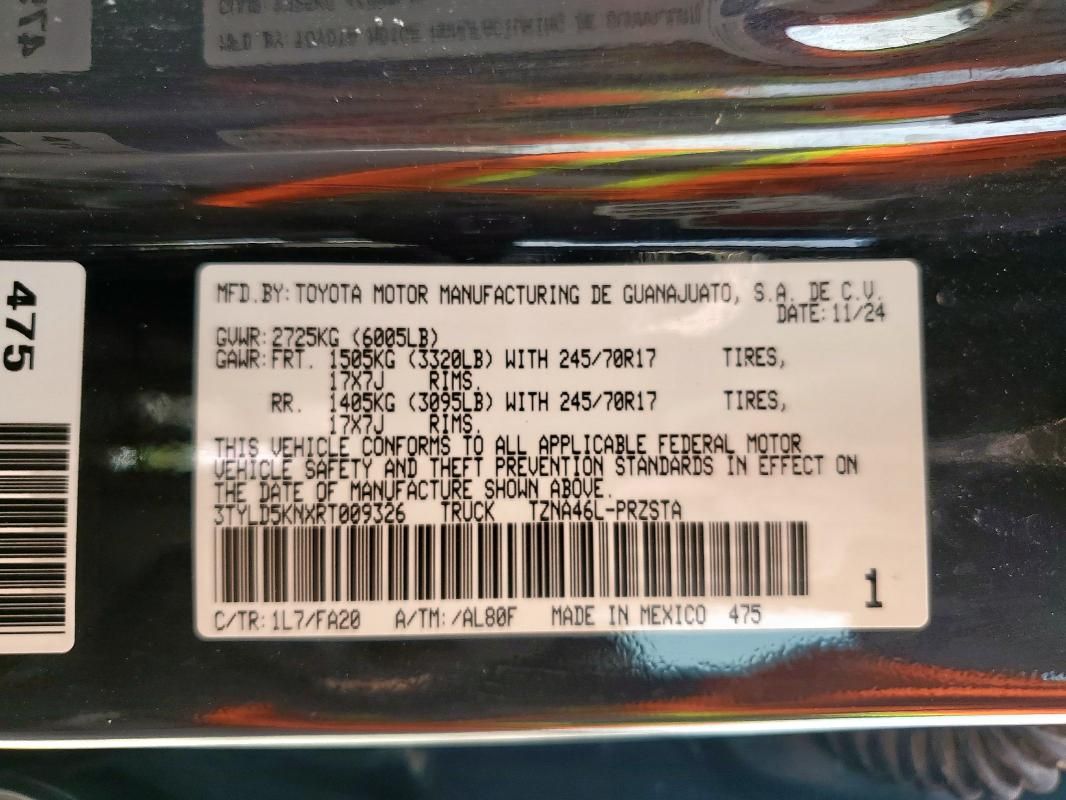 MFD.BY:TOYOTA MOTOR MANUFACTURING DE GUANAJUATO, S.A. DE C.V.
DATE:11/24
GVWR:2725KG (6005LB)
GAWR:FRT. 1505KG (3320LB) WITH 245/70R17 TIRES,
17X7J RIMS.
RR. 1405KG (3095LB) WITH 245/70R17 TIRES,
17X7J RIMS.
THIS VEHICLE CONFORMS TO ALL APPLICABLE FEDERAL MOTOR
VEHICLE SAFETY AND THEFT PREVENTION STANDARDS IN EFFECT ON
THE DATE OF MANUFACTURE SHOWN ABOVE.
3TYLD5KNXRT009326 TRUCK TZNA46L-PRZSTA
C/TR:1L7/FA20 A/TM:/AL80F MADE IN MEXICO 475
1
475